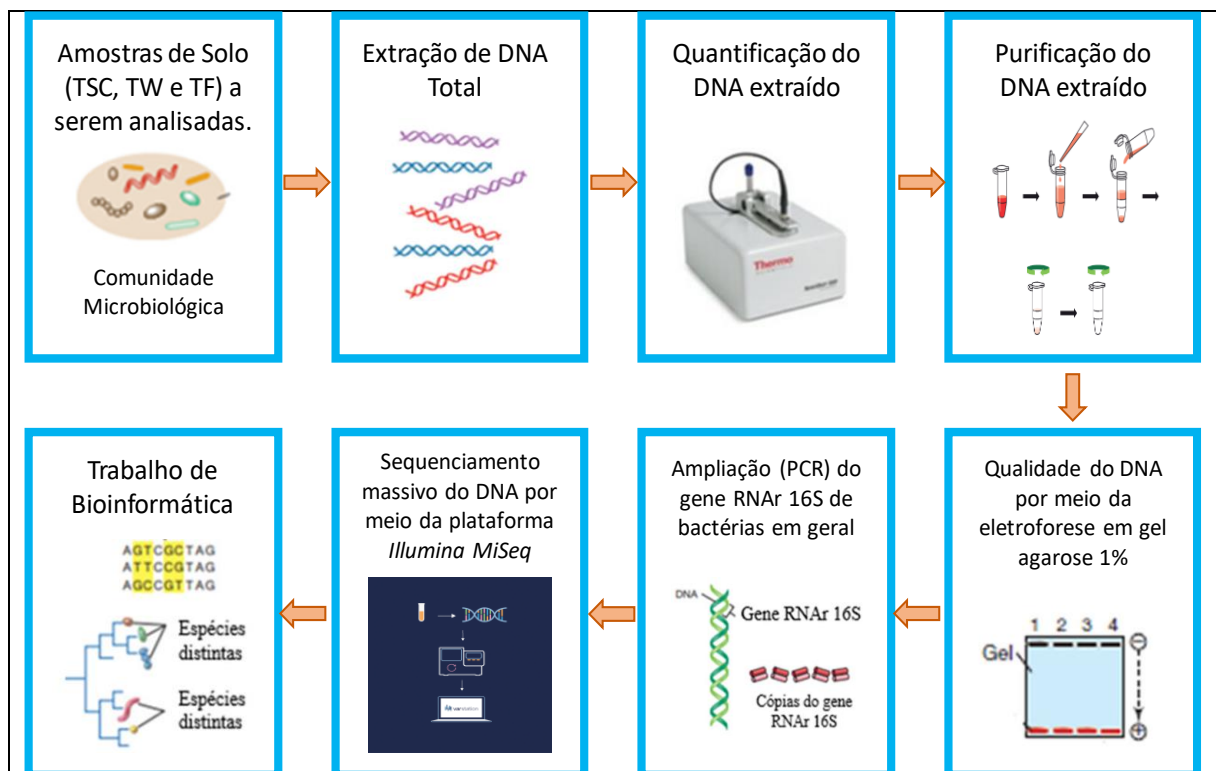 Amostras de Solo
(TSC, TW e TF) a
serem analisadas.
Comunidade
Microbiológica
Extração de DNA
Total
Quantificação do
DNA extraído
Thermo
Purificação do
DNA extraído
Qualidade do DNA
por meio da
eletroforese em gel
agarose 1%
1 2 3 4
Gel
−
+
Ampliação (PCR) do
gene RNAr 16S de
bactérias em geral
DNA
Gene RNAr 16S
Cópias do gene
RNAr 16S
Sequenciamento
massivo do DNA por
meio da plataforma
Illumina MiSeq
varstation
Trabalho de
Bioinformática
AGTCGCTAG
ATTCCGTAG
AGCCGTTAG
Espécies
distintas
Espécies
distintas